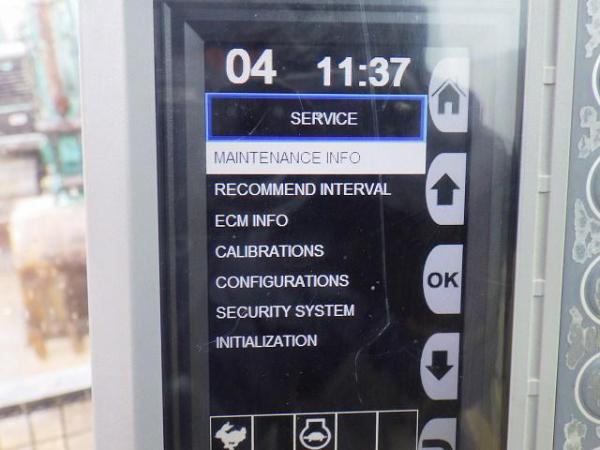 04 11:37
SERVICE
MAINTENANCE INFO
RECOMMEND INTERVAL
ECM INFO
CALIBRATIONS
OK
CONFIGURATIONS
SECURITY SYSTEM
INITIALIZATION